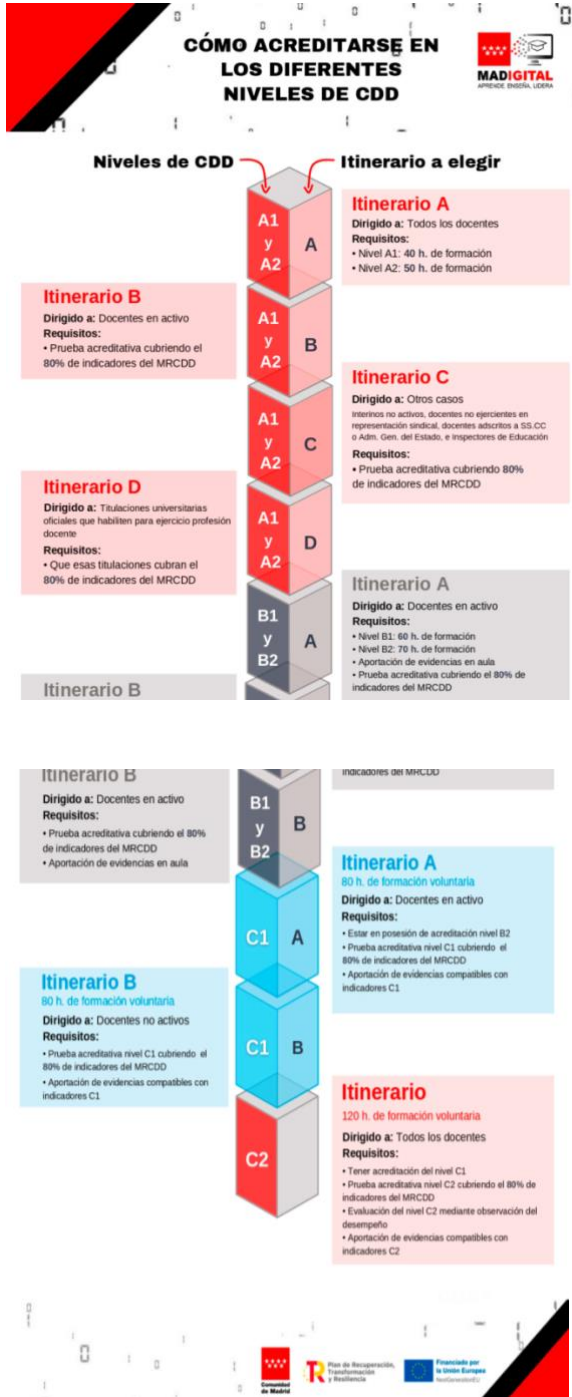 CÓMO ACREDITARSE EN
LOS DIFERENTES
NIVELES DE CDD
MADIGITAL
APRENDE, ENSEÑA, LIDERA
Niveles de CDD
Itinerario a elegir
A1
y
A2
A
Itinerario A
Dirigido a: Todos los docentes
Requisitos:
• Nivel A1: 40 h. de formación
• Nivel A2: 50 h. de formación
Itinerario B
Dirigido a: Docentes en activo
Requisitos:
• Prueba acreditativa cubriendo el
80% de indicadores del MRCDD
A1
y
A2
B
Itinerario C
Dirigido a: Otros casos
Interinos no activos, docentes no ejercientes en
representación sindical, docentes adscritos a SS.CC
o Adm. Gen. del Estado, e Inspectores de Educación
Requisitos:
• Prueba acreditativa cubriendo 80%
de indicadores del MRCDD
A1
y
A2
C
Itinerario D
Dirigido a: Titulaciones universitarias
oficiales que habiliten para ejercicio profesión
docente
Requisitos:
• Que esas titulaciones cubran el
80% de indicadores del MRCDD
A1
y
A2
D
Itinerario A
Dirigido a: Docentes en activo
Requisitos:
• Nivel B1: 60 h. de formación
• Nivel B2: 70 h. de formación
• Aportación de evidencias en aula
• Prueba acreditativa cubriendo el 80% de
indicadores del MRCDD
B1
y
B2
A
Itinerario B
Itinerario B
indicadores del MRCDD
Dirigido a: Docentes en activo
Requisitos:
• Prueba acreditativa cubriendo el 80%
de indicadores del MRCDD
• Aportación de evidencias en aula
B1
y
B2
B
Itinerario A
80 h. de formación voluntaria
Dirigido a: Docentes en activo
Requisitos:
• Estar en posesión de acreditación nivel B2
• Prueba acreditativa nivel C1 cubriendo el
80% de indicadores del MRCDD
• Aportación de evidencias compatibles con
indicadores C1
C1
A
Itinerario B
80 h. de formación voluntaria
Dirigido a: Docentes no activos
Requisitos:
• Prueba acreditativa nivel C1 cubriendo el
80% de indicadores del MRCDD
• Aportación de evidencias compatibles con
indicadores C1
C1
B
Itinerario
120 h. de formación voluntaria
Dirigido a: Todos los docentes
Requisitos:
• Tener acreditación del nivel C1
• Prueba acreditativa nivel C2 cubriendo el 80% de
indicadores del MRCDD
• Evaluación del nivel C2 mediante observación del
desempeño
• Aportación de evidencias compatibles con
indicadores C2
C2
Comunidad
de Madrid
Plan de Recuperación,
Transformación
y Resiliencia
Financiado por
la Unión Europea
NextGenerationEU